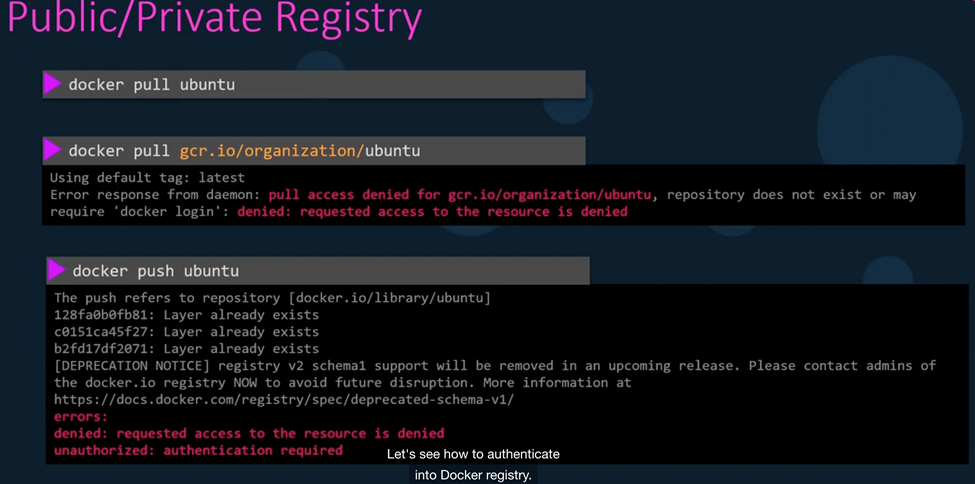 Public/Private Registry
docker pull ubuntu
docker pull gcr.io/organization/ubuntu
Using default tag: latest
Error response from daemon: pull access denied for gcr.io/organization/ubuntu, repository does not exist or may
require 'docker login': denied: requested access to the resource is denied
docker push ubuntu
The push refers to repository [docker.io/library/ubuntu]
128fa0b0fb81: Layer already exists
c0151ca45f27: Layer already exists
b2fd17df2071: Layer already exists
[DEPRECATION NOTICE] registry v2 schema1 support will be removed in an upcoming release. Please contact admins of
the docker.io registry NOW to avoid future disruption. More information at
https://docs.docker.com/registry/spec/deprecated-schema-v1/
errors:
denied: requested access to the resource is denied
unauthorized: authentication required
Let's see how to authenticate
into Docker registry.